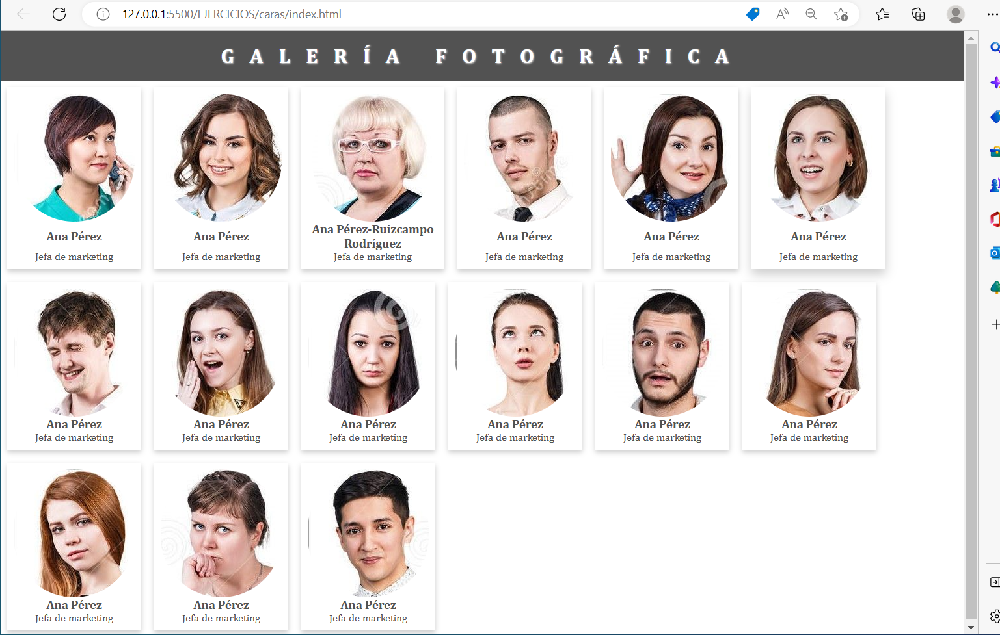 127.0.0.1:5500/EJERCICIOS/caras/index.html
GALERÍA FOTOGRÁFICA
Ana Pérez
Jefa de marketing
Ana Pérez
Jefa de marketing
Ana Pérez-Ruizcampo
Rodríguez
Jefa de marketing
Ana Pérez
Jefa de marketing
Ana Pérez
Jefa de marketing
Ana Pérez
Jefa de marketing
Ana Pérez
Jefa de marketing
Ana Pérez
Jefa de marketing
Ana Pérez
Jefa de marketing
Ana Pérez
Jefa de marketing
Ana Pérez
Jefa de marketing
Ana Pérez
Jefa de marketing
Ana Pérez
Jefa de marketing
Ana Pérez
Jefa de marketing
Ana Pérez
Jefa de marketing